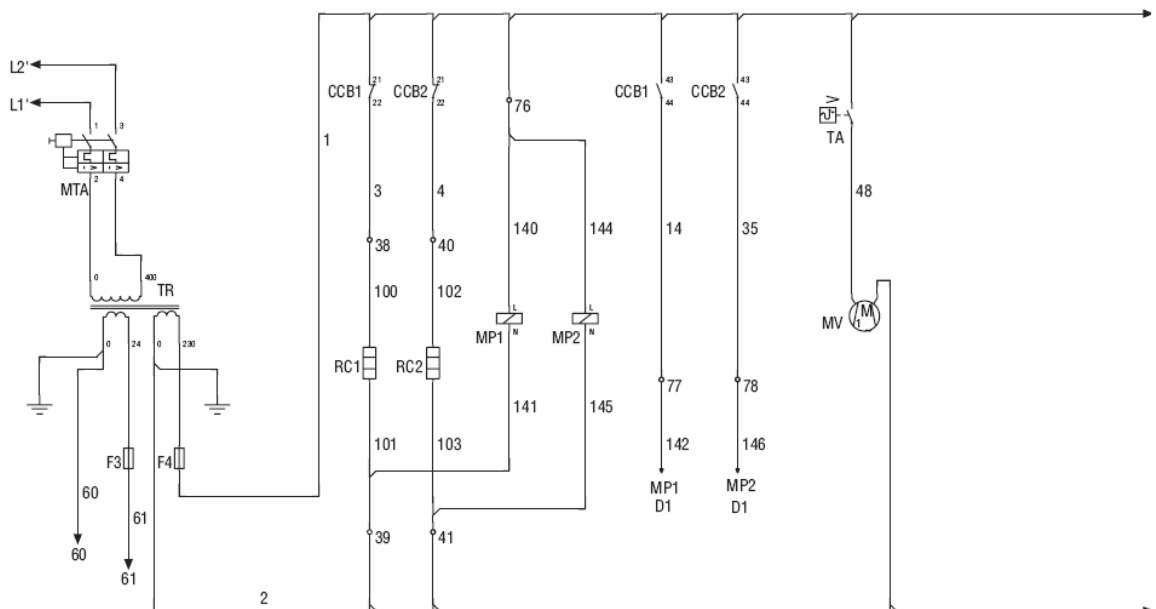 L2'
L1'
1 3
MTA
2 4
0 400
TR
0 24 0 230
F3 F4
60 61
60 61
1
2
CCB1 21 22
CCB2 21 22
76
CCB1 43 44
CCB2 43 44
V
TA
3 4 140 144 14 35 48
38 40
100 102
MP1 L N
MP2 L N
MV M 1
RC1 RC2
77 78
141 145
101 103 142 146
MP1 D1
MP2 D1
39 41